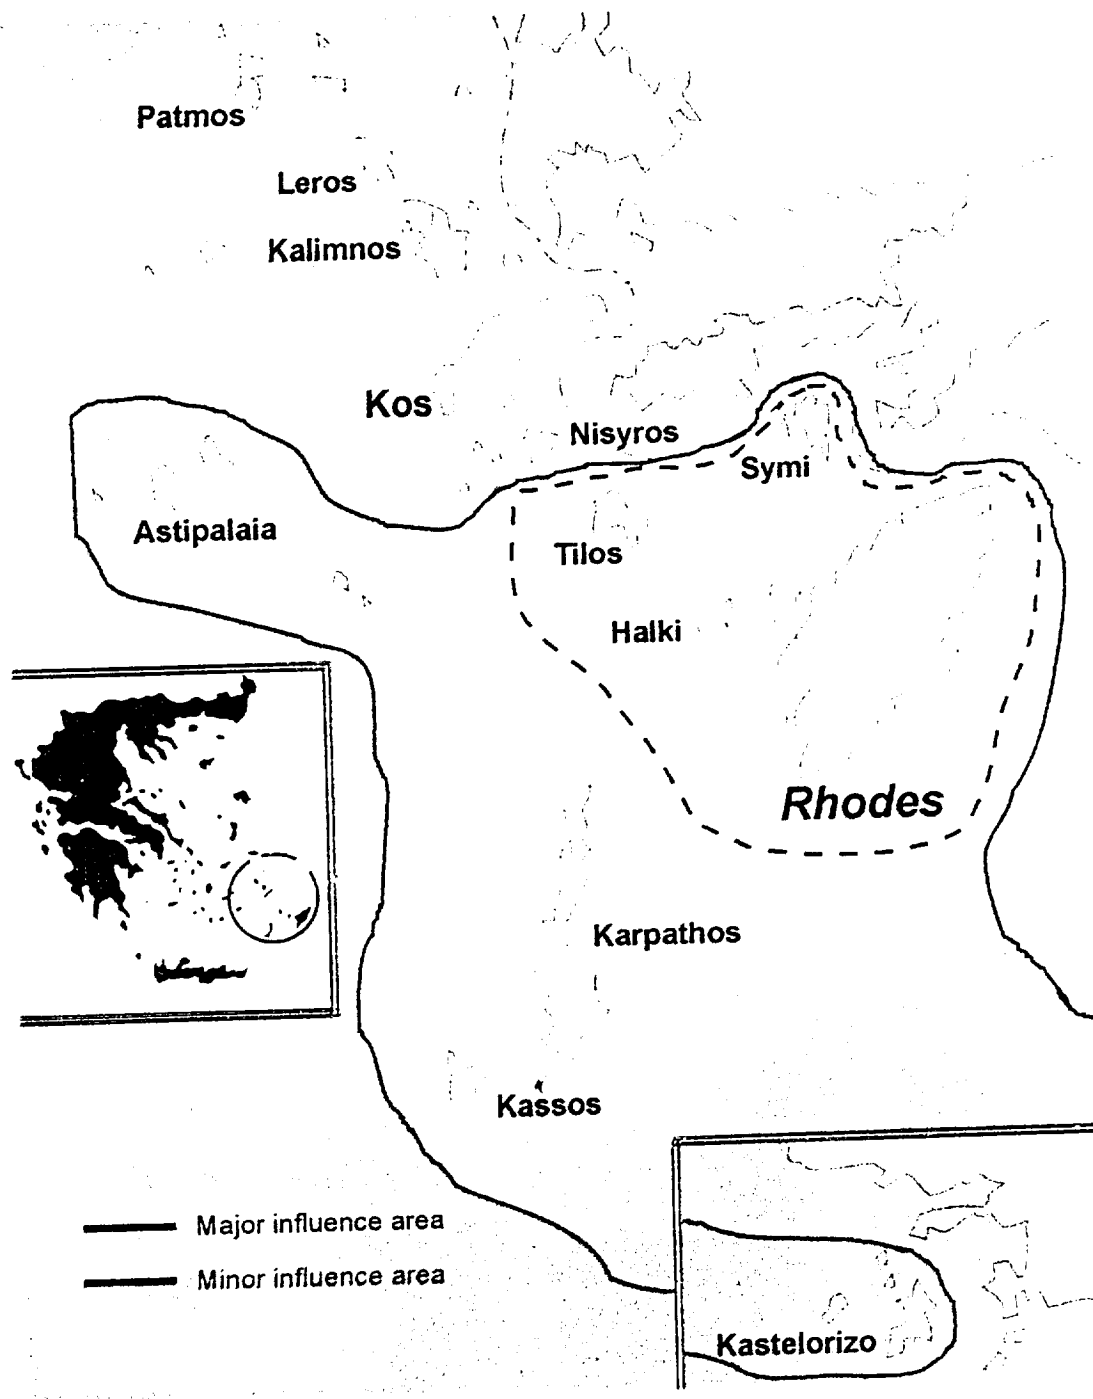 Patmos
Leros
Kalimnos
Kos
Nisyros
Symi
Astipalaia
Tilos
Halki
Rhodes
Karpathos
Kassos
Major influence area
Minor influence area
Kastelorizo